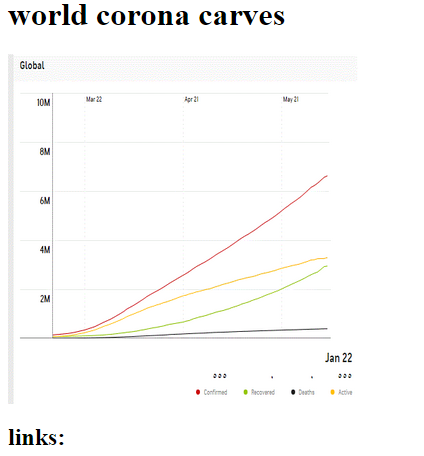 world corona carves
Global
10M
Mar 22 Apr 21 May 21
8M
6M
4M
2M
Jan 22
Confirmed Recovered Deaths Active
links: